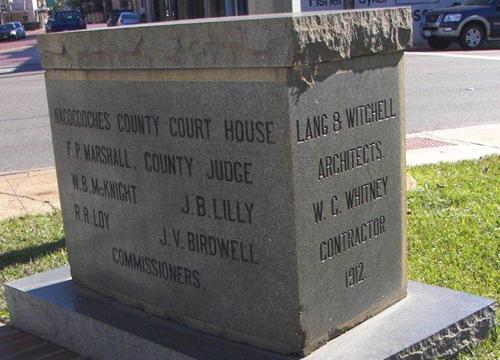 NACOGDOCHES COUNTY COURT HOUSE
F. P. MARSHALL. COUNTY JUDGE
W. B. McKNIGHT J. B. LILLY
R. R. LOY J. V. BIRDWELL
COMMISSIONERS.
LANG & WITCHELL
ARCHITECTS.
W. C. WHITNEY
CONTRACTOR
1912.